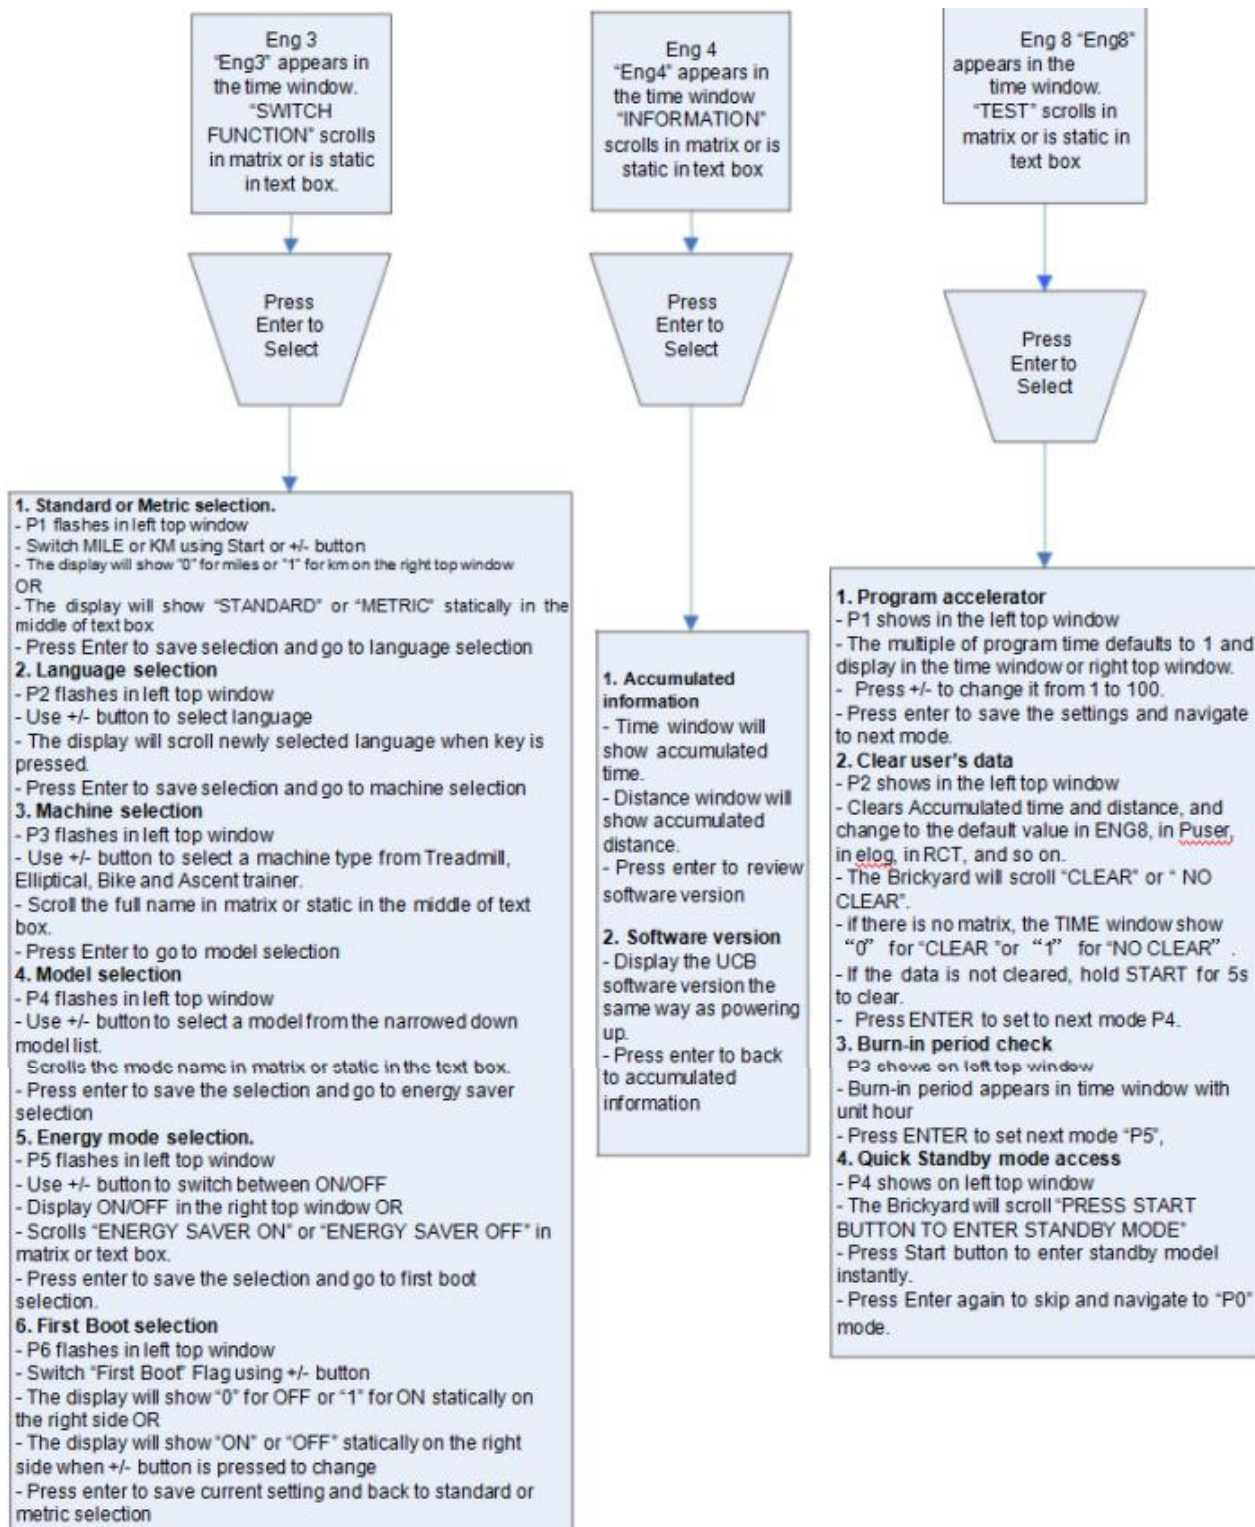 Eng 3
“Eng3” appears in
the time window.
“SWITCH
FUNCTION” scrolls
in matrix or is static
in text box.
Press
Enter to
Select
1. Standard or Metric selection.
- P1 flashes in left top window
- Switch MILE or KM using Start or +/- button
- The display will show “0” for miles or “1” for km on the right top window
OR
- The display will show “STANDARD” or “METRIC” statically in the
middle of text box
- Press Enter to save selection and go to language selection
2. Language selection
- P2 flashes in left top window
- Use +/- button to select language
- The display will scroll newly selected language when key is
pressed.
- Press Enter to save selection and go to machine selection
3. Machine selection
- P3 flashes in left top window
- Use +/- button to select a machine type from Treadmill,
Elliptical, Bike and Ascent trainer.
- Scroll the full name in matrix or static in the middle of text
box.
- Press Enter to go to model selection
4. Model selection
- P4 flashes in left top window
- Use +/- button to select a model from the narrowed down
model list.
Scrolls the mode name in matrix or static in the text box.
- Press enter to save the selection and go to energy saver
selection
5. Energy mode selection.
- P5 flashes in left top window
- Use +/- button to switch between ON/OFF
- Display ON/OFF in the right top window OR
- Scrolls “ENERGY SAVER ON” or “ENERGY SAVER OFF” in
matrix or text box.
- Press enter to save the selection and go to first boot
selection.
6. First Boot selection
- P6 flashes in left top window
- Switch “First Boot” Flag using +/- button
- The display will show “0” for OFF or “1” for ON statically on
the right side OR
- The display will show “ON” or “OFF” statically on the right
side when +/- button is pressed to change
- Press enter to save current setting and back to standard or
metric selection
Eng 4
“Eng4” appears in
the time window
“INFORMATION”
scrolls in matrix or is
static in text box
Press
Enter to
Select
1. Accumulated
information
- Time window will
show accumulated
time.
- Distance window will
show accumulated
distance.
- Press enter to review
software version
2. Software version
- Display the UCB
software version the
same way as powering
up.
- Press enter to back
to accumulated
information
Eng 8 “Eng8”
appears in the
time window.
“TEST” scrolls in
matrix or is static in
text box
Press
Enter to
Select
1. Program accelerator
- P1 shows in the left top window
- The multiple of program time defaults to 1 and
display in the time window or right top window.
- Press +/- to change it from 1 to 100.
- Press enter to save the settings and navigate
to next mode.
2. Clear user's data
- P2 shows in the left top window
- Clears Accumulated time and distance, and
change to the default value in ENG8, in Puser,
in elog, in RCT, and so on.
- The Brickyard will scroll “CLEAR” or “ NO
CLEAR”.
- if there is no matrix, the TIME window show
“0” for “CLEAR ”or “1” for “NO CLEAR” .
- If the data is not cleared, hold START for 5s
to clear.
- Press ENTER to set to next mode P4.
3. Burn-in period check
P3 shows on left top window
- Burn-in period appears in time window with
unit hour
- Press ENTER to set next mode “P5”,
4. Quick Standby mode access
- P4 shows on left top window
- The Brickyard will scroll “PRESS START
BUTTON TO ENTER STANDBY MODE”
- Press Start button to enter standby model
instantly.
- Press Enter again to skip and navigate to “P0”
mode.